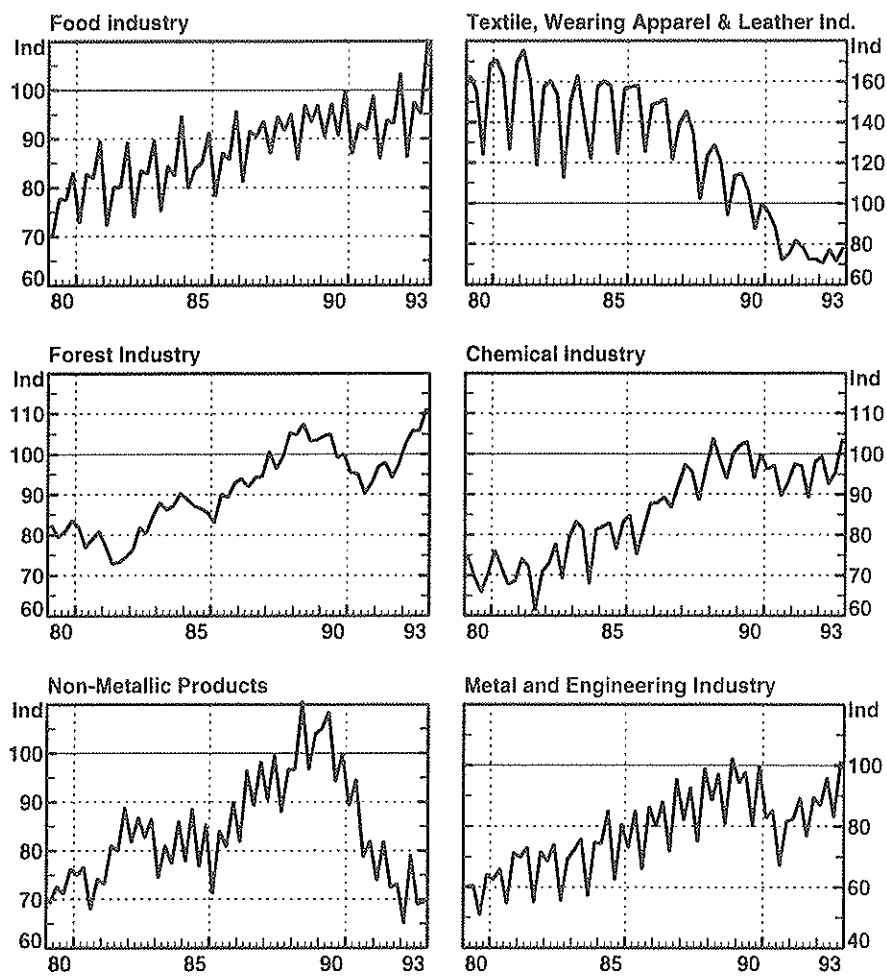 Food industry
Ind
100
90
80
70
60
80 85 90 93
Textile, Wearing Apparel & Leather Ind.
Ind
160
140
120
100
80
60
80 85 90 93
Forest Industry
Ind
110
100
90
80
70
60
80 85 90 93
Chemical Industry
Ind
110
100
90
80
70
60
80 85 90 93
Non-Metallic Products
Ind
100
90
80
70
60
80 85 90 93
Metal and Engineering Industry
Ind
100
80
60
40
80 85 90 93